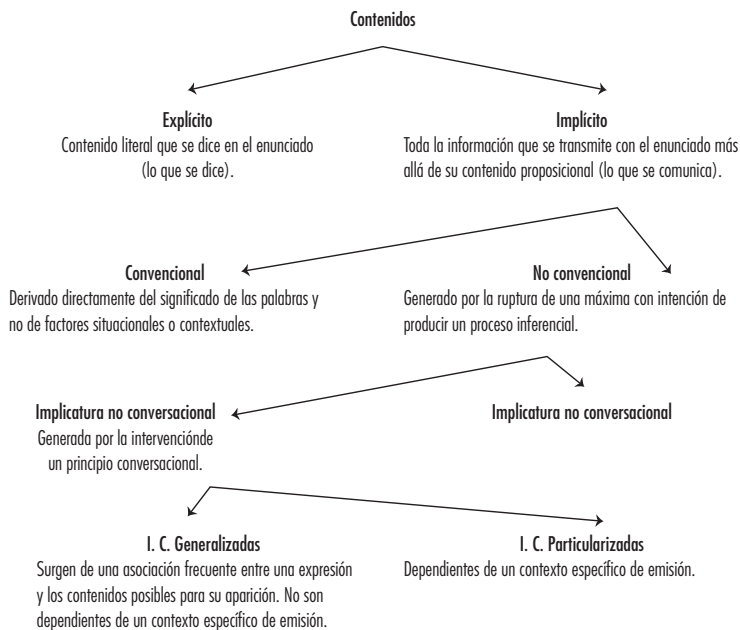 Contenidos
Explícito
Contenido literal que se dice en el enunciado
(lo que se dice).
Implícito
Toda la información que se transmite con el enunciado más
allá de su contenido proposicional (lo que se comunica).
Convencional
Derivado directamente del significado de las palabras y
no de factores situacionales o contextuales.
No convencional
Generado por la ruptura de una máxima con intención de
producir un proceso inferencial.
Implicatura no conversacional
Generada por la intervenciónde
un principio conversacional.
Implicatura no conversacional
I. C. Generalizadas
Surgen de una asociación frecuente entre una expresión
y los contenidos posibles para su aparición. No son
dependientes de un contexto específico de emisión.
I. C. Particularizadas
Dependientes de un contexto específico de emisión.